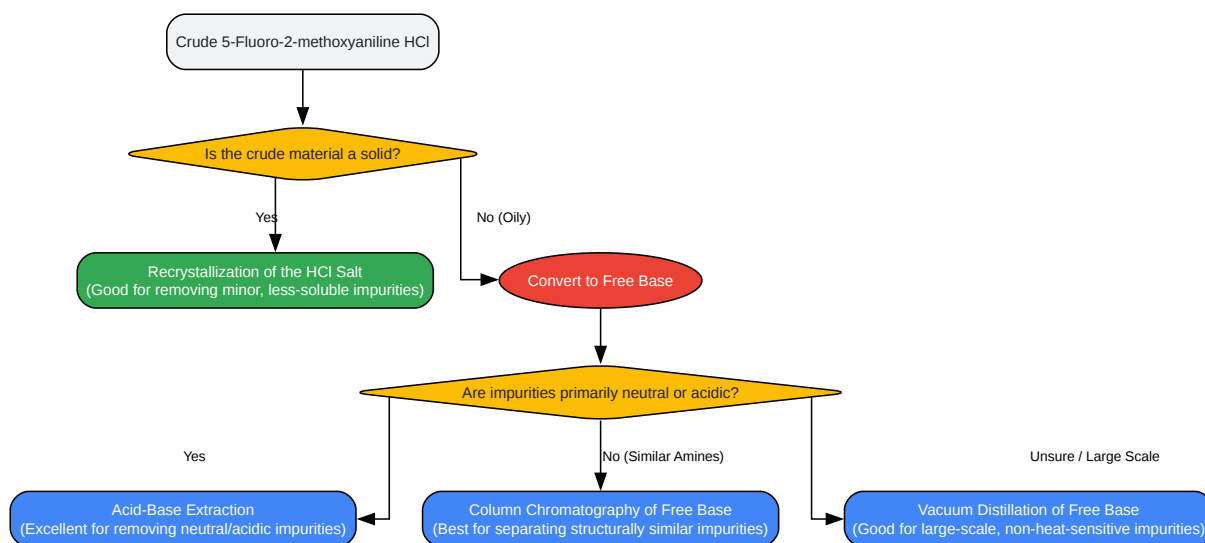 Crude 5-Fluoro-2-methoxyaniline HCl
Is the crude material a solid?
Yes
No (Oily)
Recrystallization of the HCl Salt
(Good for removing minor, less-soluble impurities)
Convert to Free Base
Are impurities primarily neutral or acidic?
Yes
No (Similar Amines)
Unsure / Large Scale
Acid-Base Extraction
(Excellent for removing neutral/acidic impurities)
Column Chromatography of Free Base
(Best for separating structurally similar impurities)
Vacuum Distillation of Free Base
(Good for large-scale, non-heat-sensitive impurities)